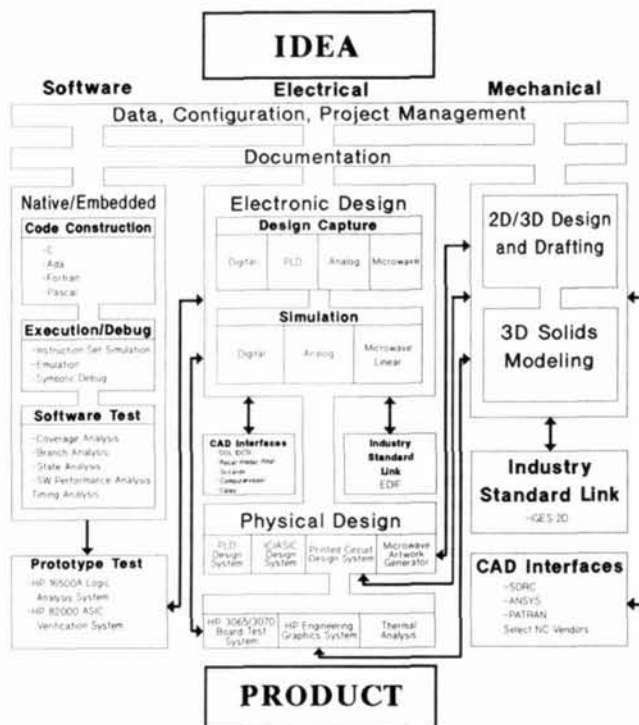 IDEA
Software
Electrical
Mechanical
Data, Configuration, Project Management
Documentation
Native/Embedded
Code Construction
-C
-Ada
-Fortran
-Pascal
Execution/Debug
-Instruction Set Simulation
-Emulation
-Symbolic Debug
Software Test
-Coverage Analysis
-Branch Analysis
-State Analysis
-SW Performance Analysis
Timing Analysis
Prototype Test
-HP 16500A Logic
Analysis System
-HP 82000 ASIC
Verification System
Electronic Design
Design Capture
Digital
PLD
Analog
Microwave
Simulation
Digital
Analog
Microwave
Linear
CAD Interfaces
Industry
Standard
Link
EDIF
Physical Design
PLD
Design
System
IC/ASIC
Design
System
Printed Circuit
Design System
Microwave
Artwork
Generator
HP 3065/3070
Board Test
System
HP Engineering
Graphics System
Thermal
Analysis
2D/3D Design
and Drafting
3D Solids
Modeling
Industry
Standard Link
-IGES 2D
CAD Interfaces
-SDRC
-ANSYS
-PATRAN
Select NC Vendors
PRODUCT